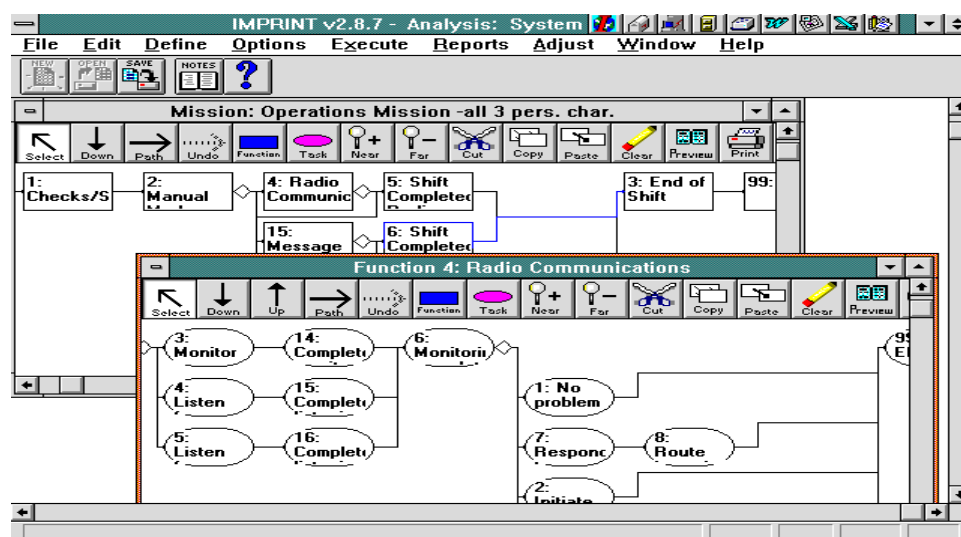 IMPRINT v2.8.7 - Analysis: System
File Edit Define Options Execute Reports Adjust Window Help
NEW OPEN SAVE NOTES ?
Mission: Operations Mission -all 3 pers. char.
Select Down Path Undo Function Task Near Far Cut Copy Paste Clear Preview Print
1: 2: 4: Radio 5: Shift 3: End of 99:
Checks/S Manual Communic Completed Shift
15: 6: Shift
Message Completed
Function 4: Radio Communications
Select Down Up Path Undo Function Task Near Far Cut Copy Paste Clear Preview
3: 14: 6:
Monitor Complete Monitorin
4: 15: 1: No
Listen Complete problem
5: 16: 7: 8:
Listen Complete Respond Route
2:
Initiate